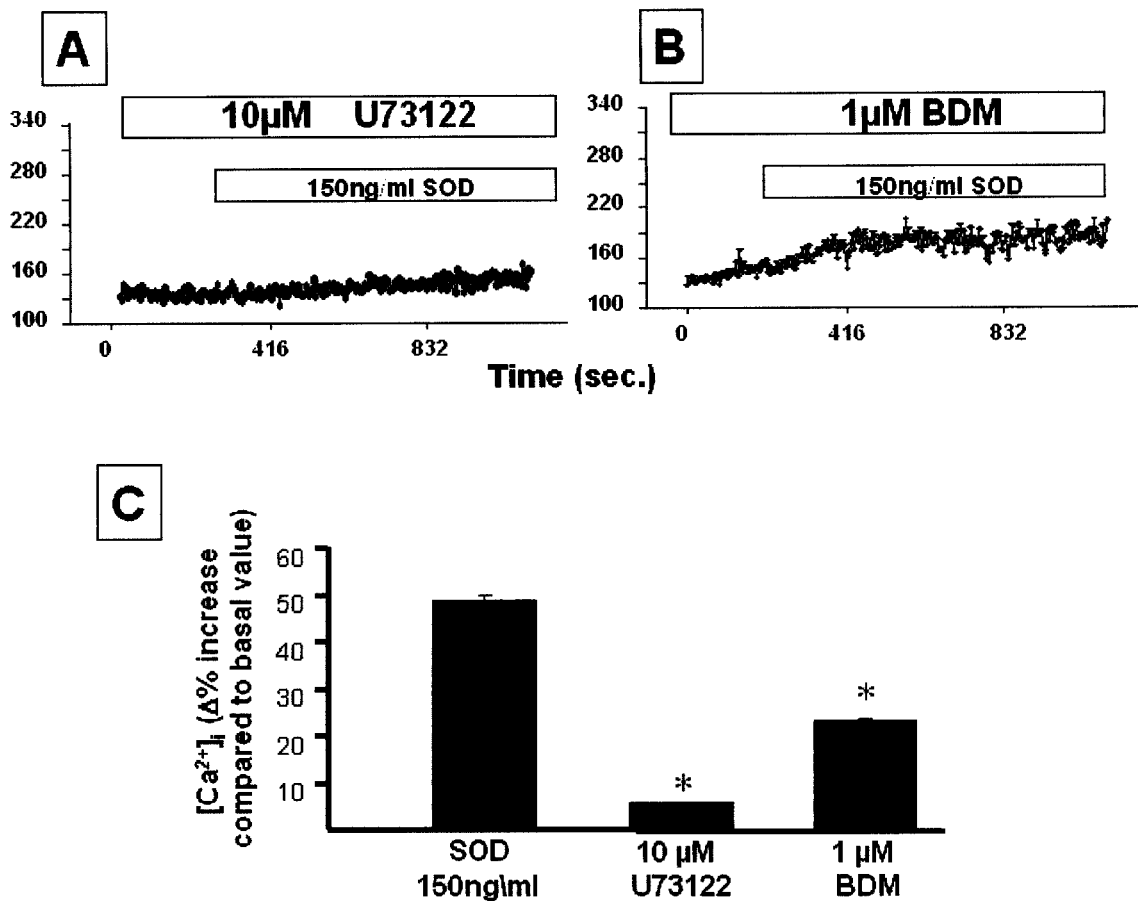 A
B
10µM U73122
1µM BDM
150ng/ml SOD
150ng/ml SOD
340
280
220
160
100
340
280
220
160
100
0 416 832
0 416 832
Time (sec.)
C
[Ca²⁺]i (Δ% increase
compared to basal value)
60
50
40
30
20
10
*
*
SOD
150ng\ml
10 µM
U73122
1 µM
BDM